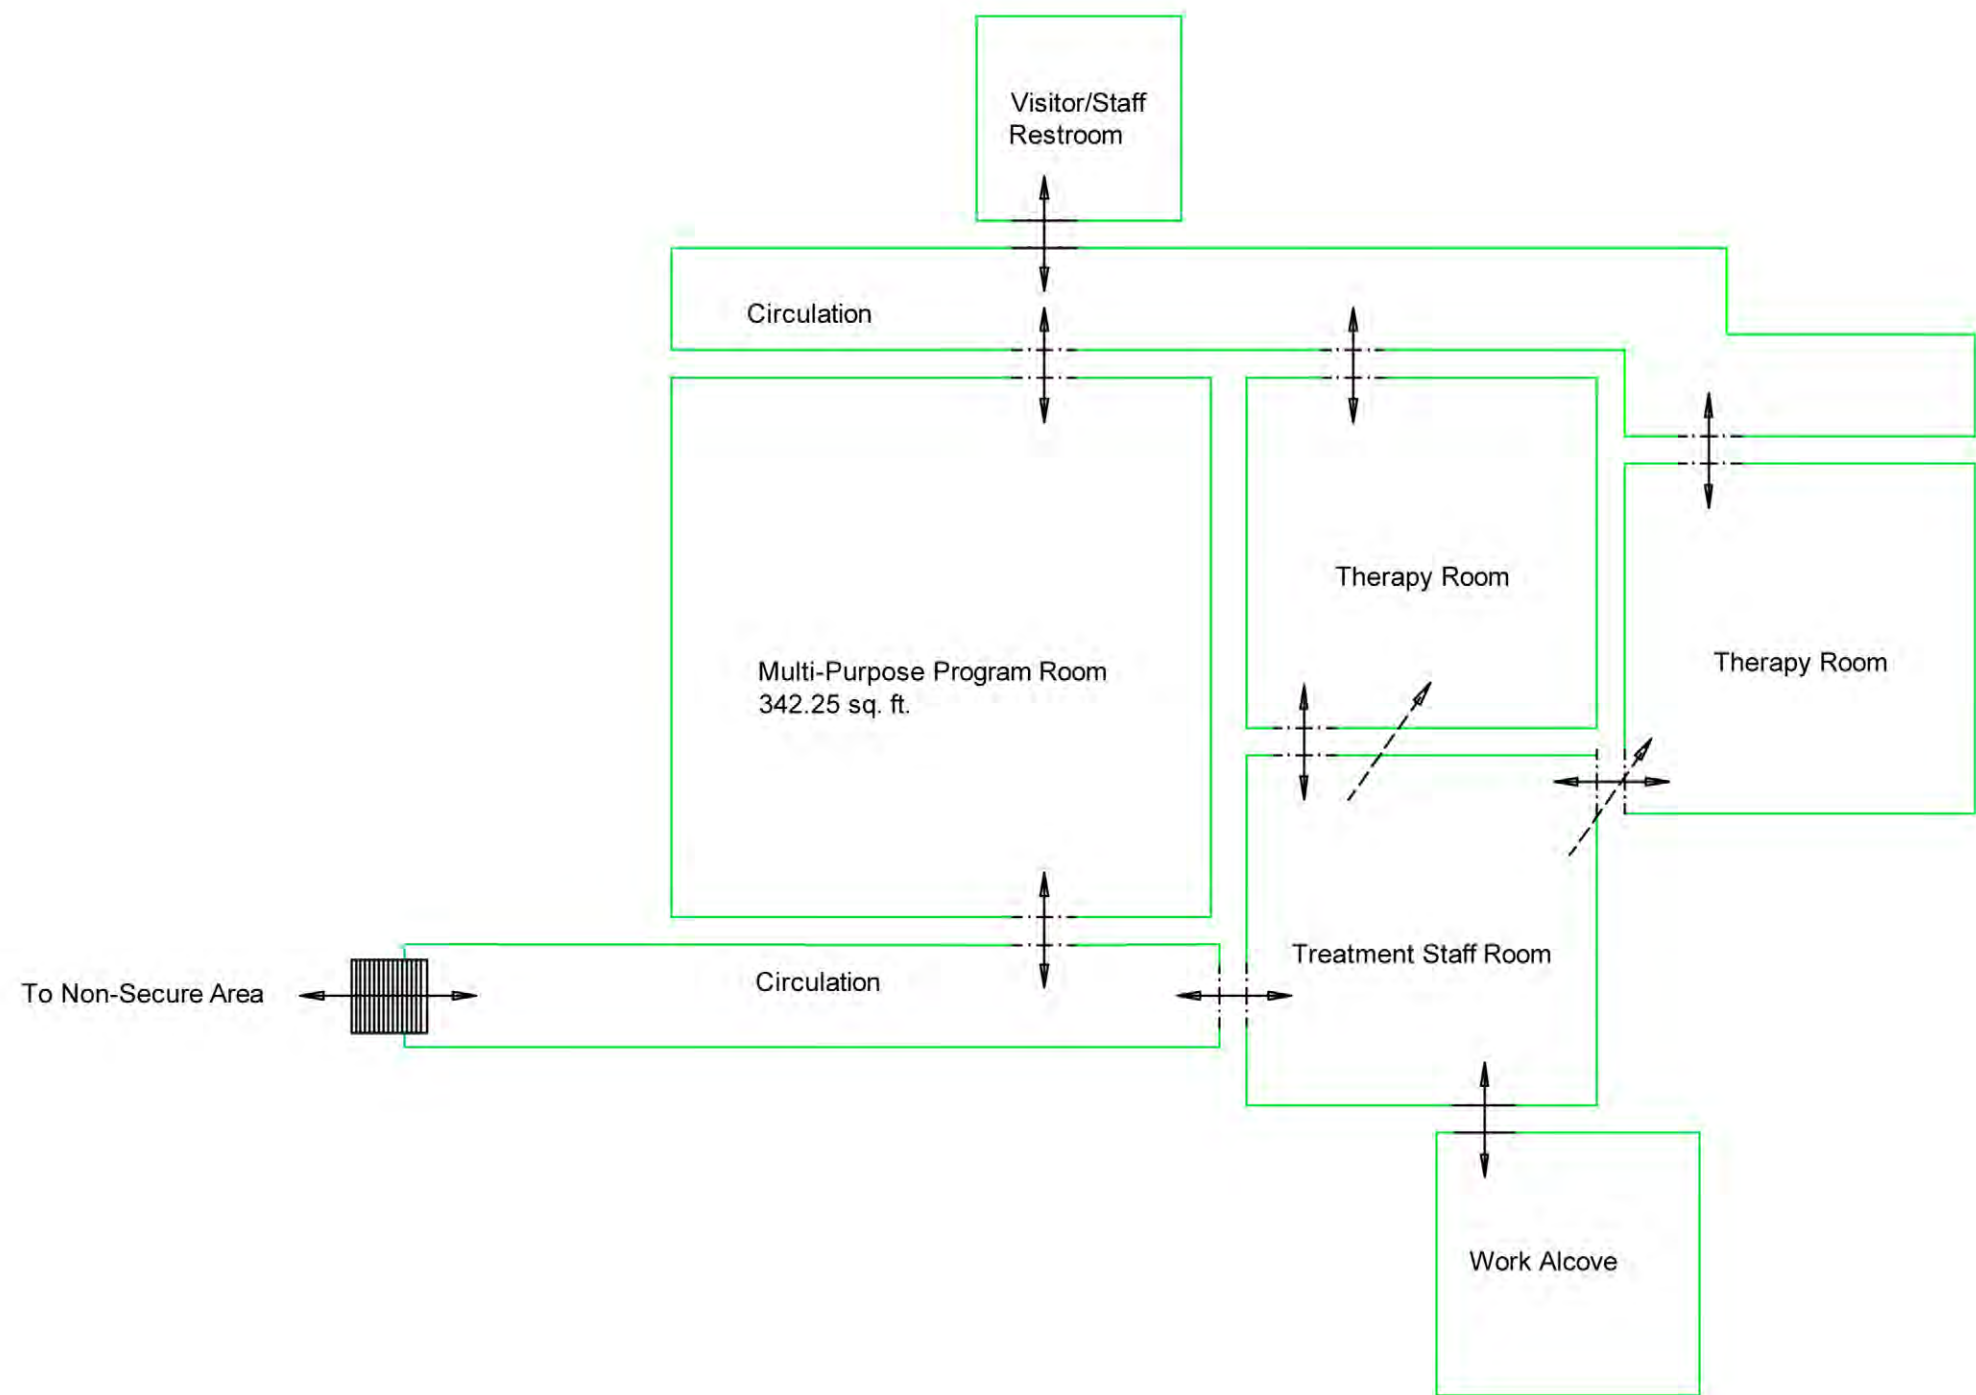 Visitor/Staff
Restroom
Circulation
Therapy Room
Therapy Room
Multi-Purpose Program Room
342.25 sq. ft.
Treatment Staff Room
Circulation
To Non-Secure Area
Work Alcove